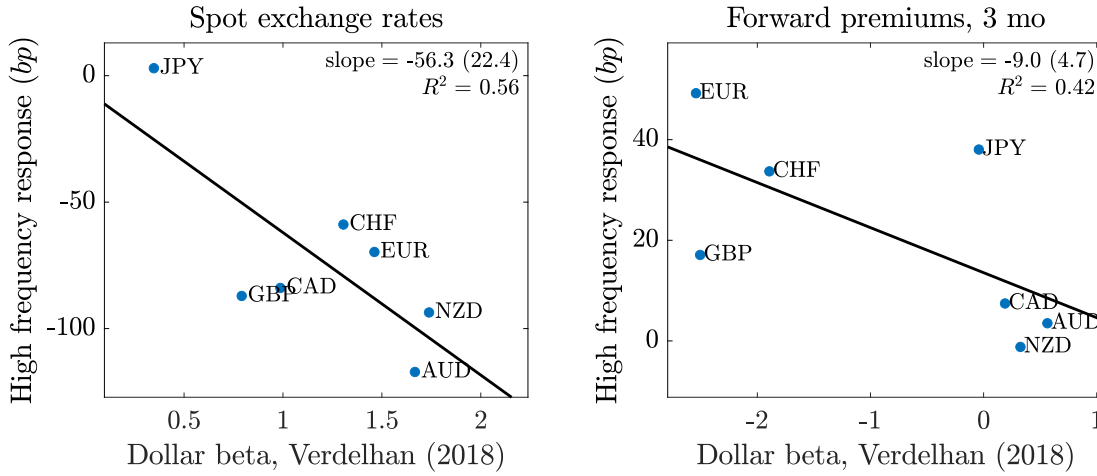 Spot exchange rates
High frequency response (bp)
0
-50
-100
JPY
slope = -56.3 (22.4)
R² = 0.56
CHF
EUR
GBP
CAD
NZD
AUD
0.5
1
1.5
2
Dollar beta, Verdelhan (2018)
Forward premiums, 3 mo
High frequency response (bp)
40
20
0
slope = -9.0 (4.7)
R² = 0.42
EUR
JPY
CHF
GBP
CAD
AUD
NZD
-2
-1
0
1
Dollar beta, Verdelhan (2018)